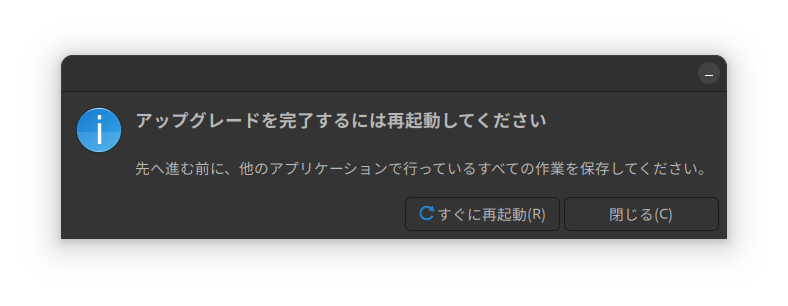 アップグレードを完了するには再起動してください
先へ進む前に、他のアプリケーションで行っているすべての作業を保存してください。
すぐに再起動(R)
閉じる(C)